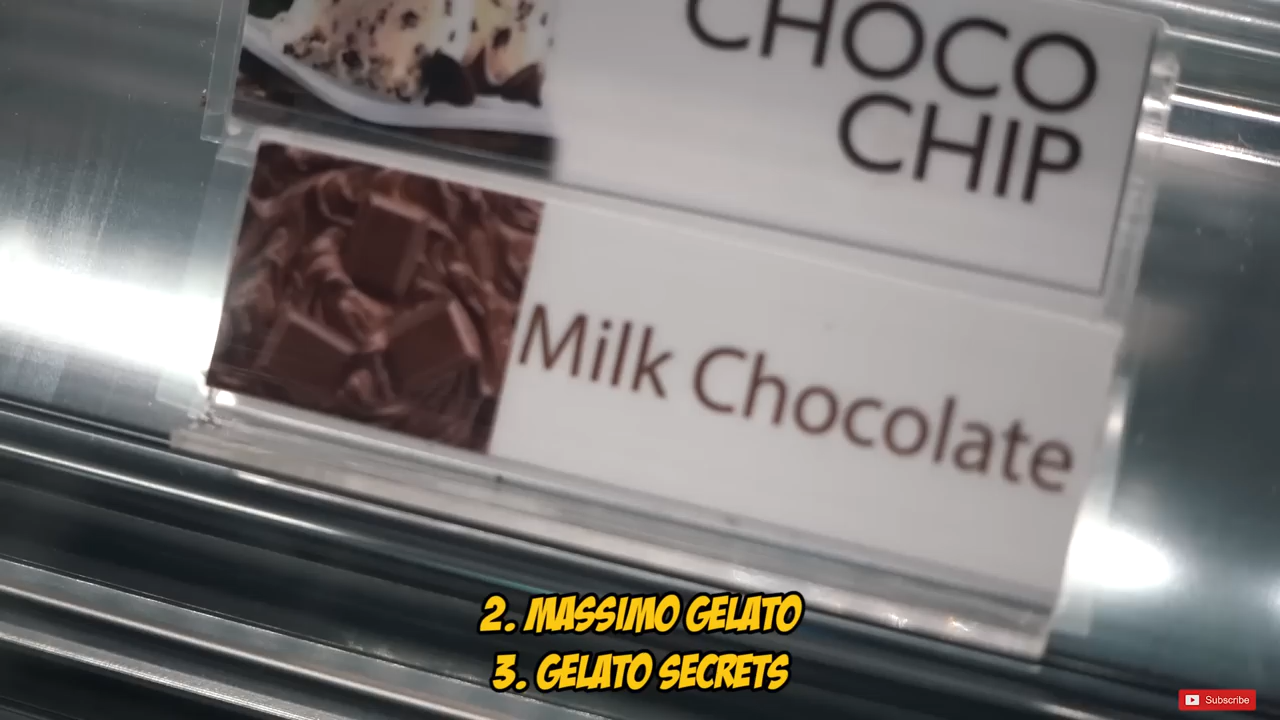 CHOCO
CHIP
Milk Chocolate
2. MASSIMO GELATO
3. GELATO SECRETS
Subscribe